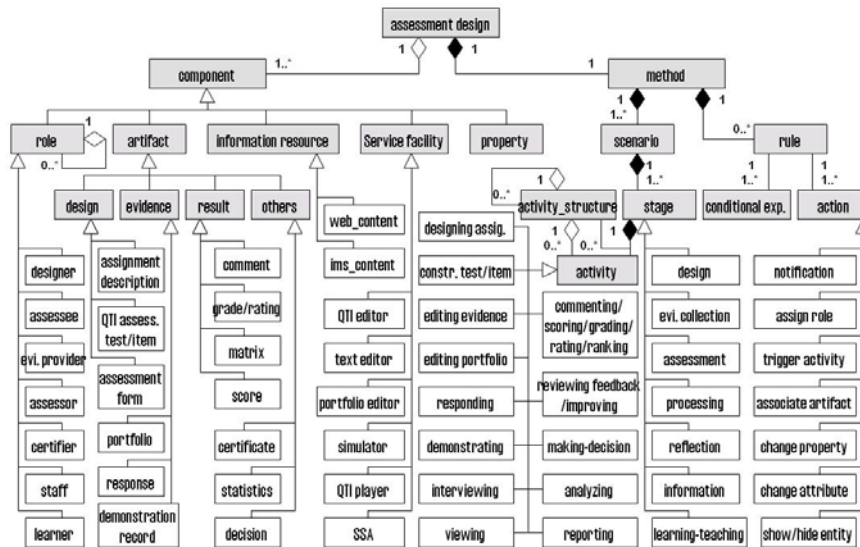 assessment design
1
1
1..*
1
component
method
1
1
1
1..*
0..*
role
0..*
artifact
information resource
Service facility
property
scenario
rule
1
1
1
0..*
1
1..*
1..*
1..*
design
evidence
result
others
activity_structure
stage
conditional exp.
action
web_content
designing assig.
1
0..*
0..*
1
designer
assignment
description
comment
ims_content
constr. test/item
activity
design
notification
assessee
QTI assess.
test/item
grade/rating
QTI editor
editing evidence
commenting/
scoring/grading/
rating/ranking
evi. collection
assign role
evi. provider
assessment
form
matrix
text editor
editing portfolio
assessment
trigger activity
assessor
score
portfolio editor
responding
reviewing feedback
/improving
processing
associate artifact
certifier
portfolio
certificate
simulator
demonstrating
making-decision
reflection
change property
staff
response
statistics
QTI player
interviewing
analyzing
information
change attribute
learner
demonstration
record
decision
SSA
viewing
reporting
learning-teaching
show/hide entity